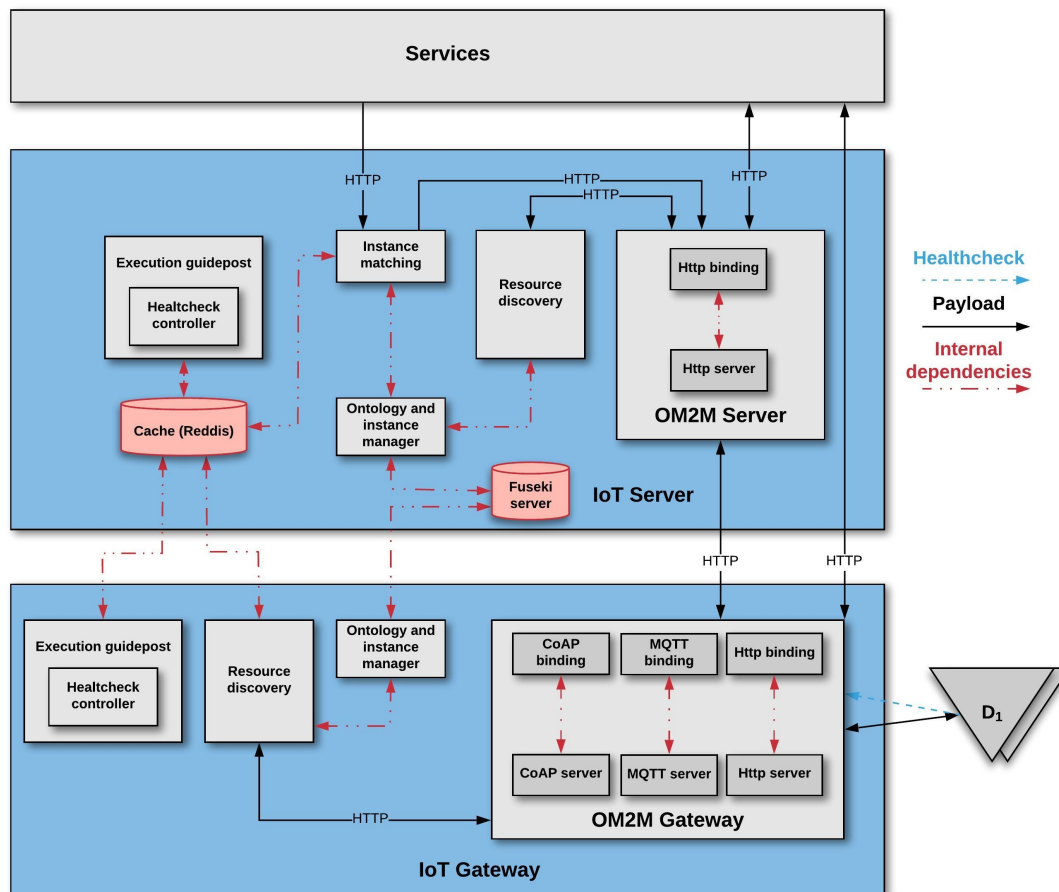 Services
HTTP
HTTP
HTTP
HTTP
Execution guidepost
Healtcheck
controller
Instance
matching
Resource
discovery
Http binding
Http server
OM2M Server
Cache (Reddis)
Ontology and
instance
manager
Fuseki
server
IoT Server
Healthcheck
Payload
Internal
dependencies
HTTP
HTTP
Execution guidepost
Healtcheck
controller
Resource
discovery
Ontology and
instance
manager
CoAP
binding
MQTT
binding
Http binding
CoAP server
MQTT server
Http server
OM2M Gateway
HTTP
IoT Gateway
D₁